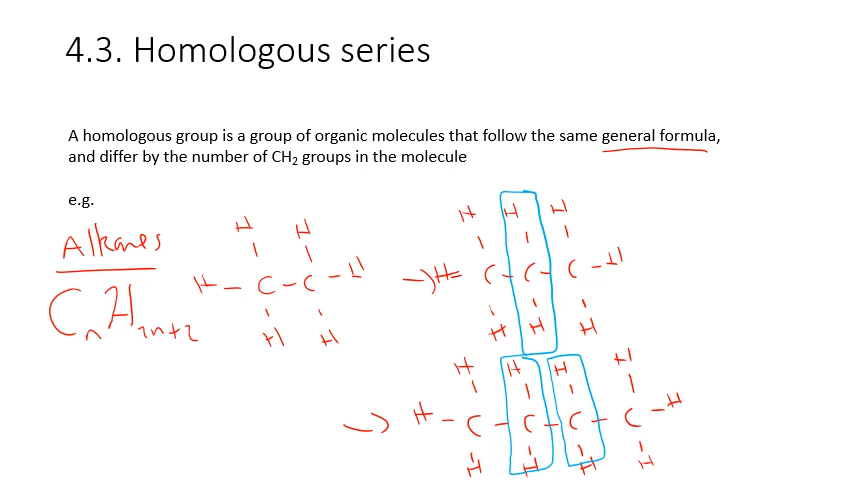 4.3. Homologous series
A homologous group is a group of organic molecules that follow the same general formula,
and differ by the number of CH₂ groups in the molecule
e.g.
Alkanes
CₙH₂ₙ₊₂
H H
H – C – C – H
H H
→ H – C – C – C – H
H H H
H H H
→ H – C – C – C – C – H
H H H H
H H H H